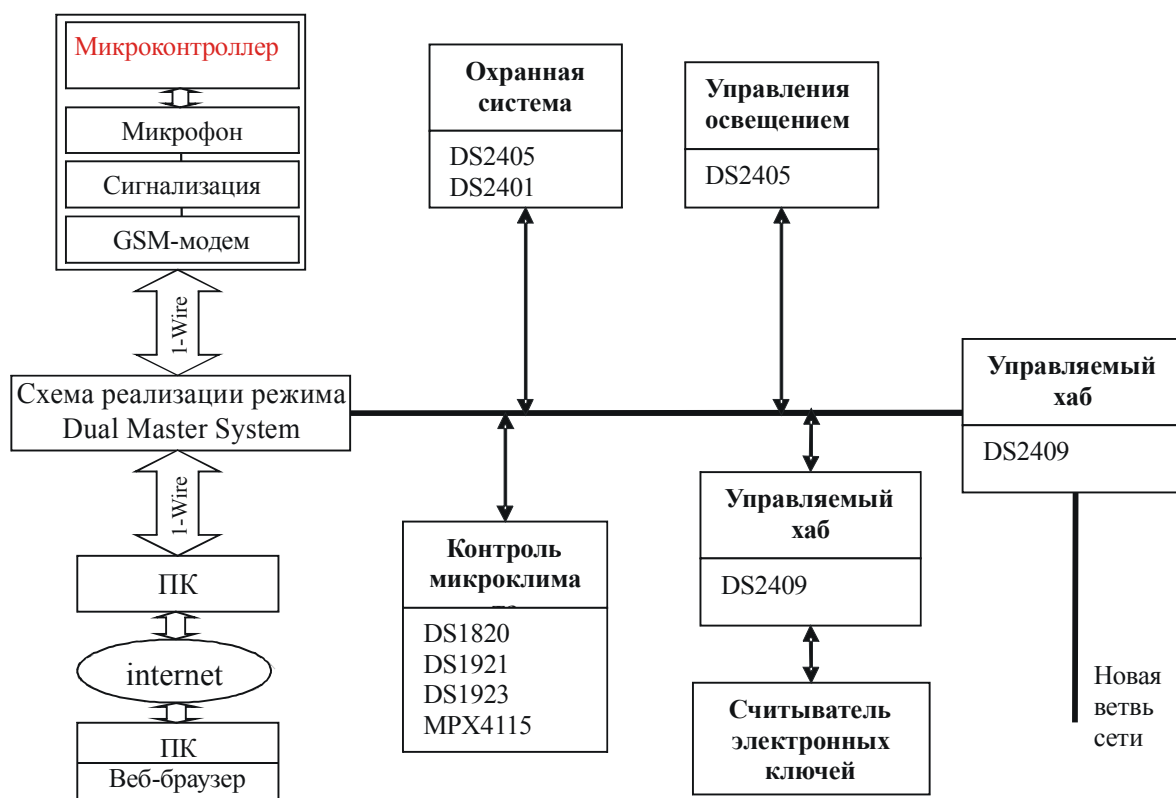 Микроконтроллер
Микрофон
Сигнализация
GSM-модем
1-Wire
Схема реализации режима
Dual Master System
1-Wire
ПК
internet
ПК
Веб-браузер
Охранная
система
DS2405
DS2401
Управления
освещением
DS2405
Контроль
микроклима
DS1820
DS1921
DS1923
MPX4115
Управляемый
хаб
DS2409
Считыватель
электронных
ключей
Управляемый
хаб
DS2409
Новая
ветвь
сети